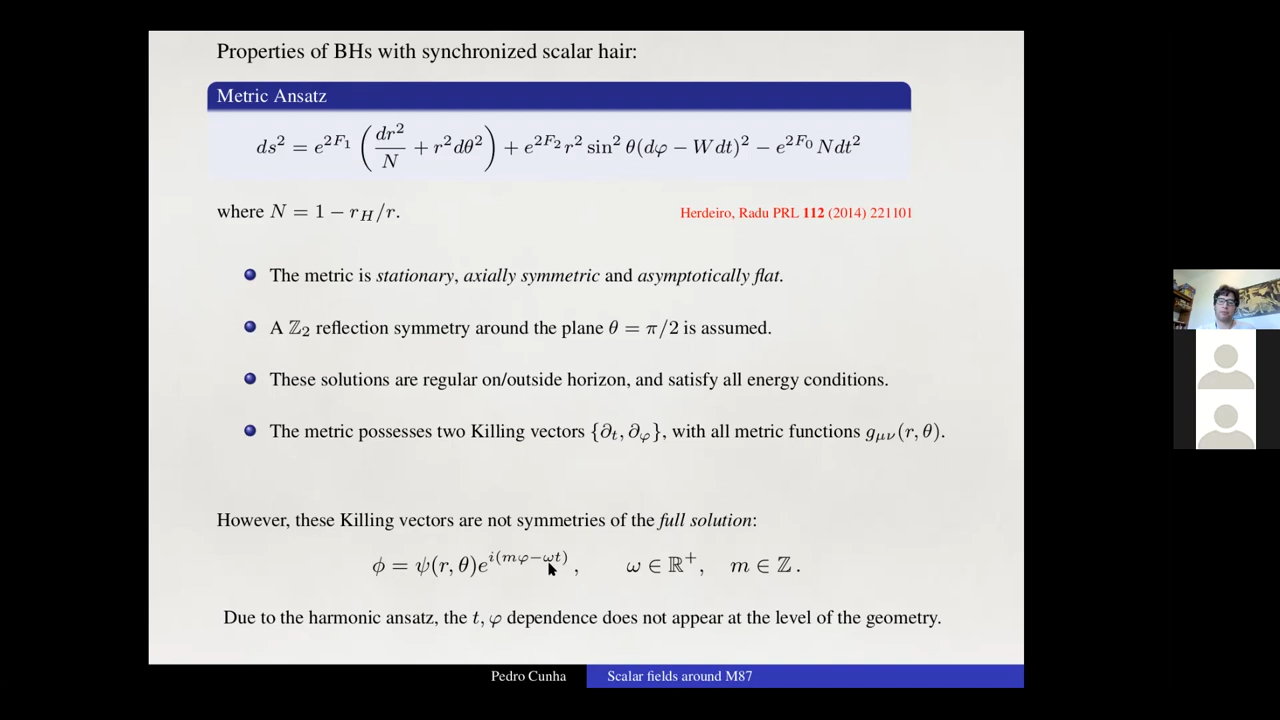 Properties of BHs with synchronized scalar hair:
Metric Ansatz
ds² = e^{2F₁} (dr²/N + r²dθ²) + e^{2F₂} r² sin² θ(dφ − Wdt)² − e^{2F₀} Ndt²
where N = 1 − r_H/r.
Herdeiro, Radu PRL 112 (2014) 221101
The metric is stationary, axially symmetric and asymptotically flat.
A ℤ₂ reflection symmetry around the plane θ = π/2 is assumed.
These solutions are regular on/outside horizon, and satisfy all energy conditions.
The metric possesses two Killing vectors {∂_t, ∂_φ}, with all metric functions g_{μν}(r, θ).
However, these Killing vectors are not symmetries of the full solution:
ϕ = ψ(r, θ)e^{i(mφ−ωt)}, ω ∈ ℝ⁺, m ∈ ℤ.
Due to the harmonic ansatz, the t, φ dependence does not appear at the level of the geometry.
Pedro Cunha
Scalar fields around M87